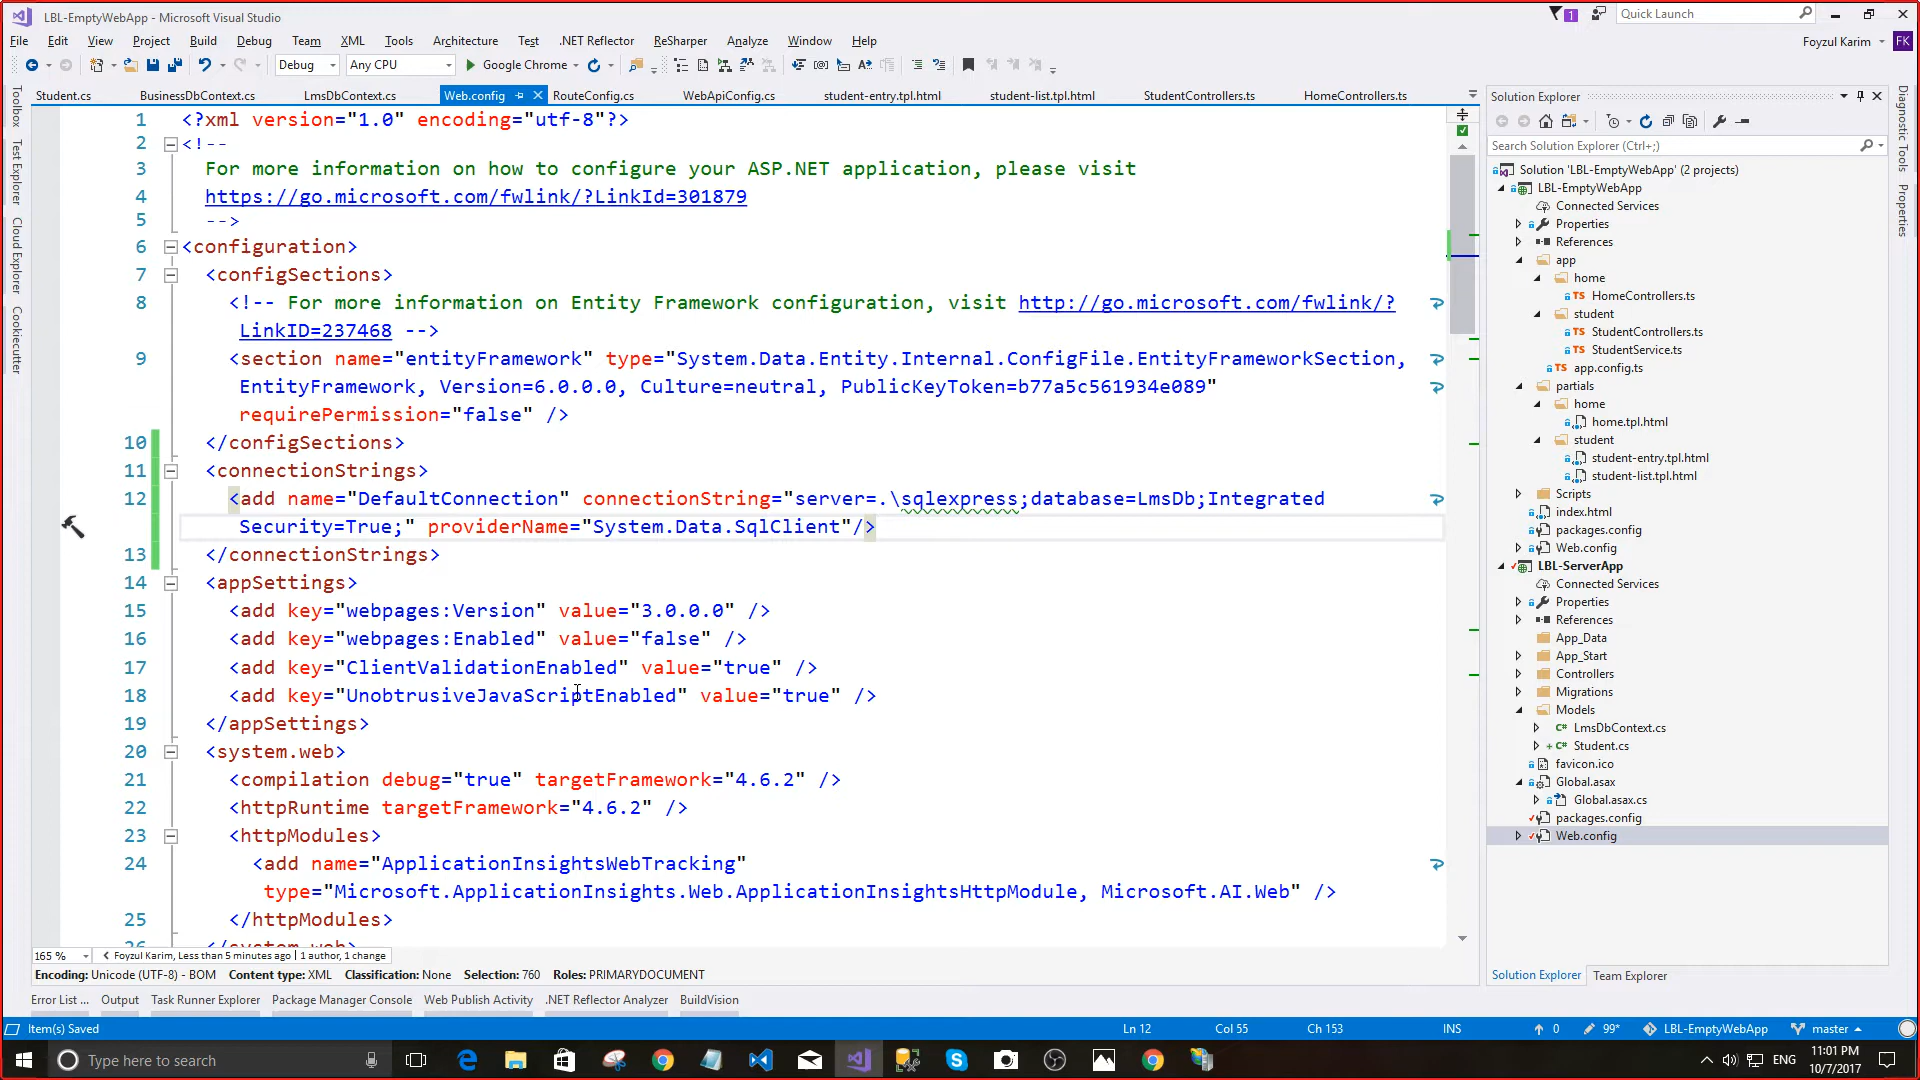 LBL-EmptyWebApp - Microsoft Visual Studio
1
Quick Launch
File Edit View Project Build Debug Team XML Tools Architecture Test .NET Reflector ReSharper Analyze Window Help
Foyzul Karim FK
Debug Any CPU Google Chrome
Student.cs BusinessDbContext.cs LmsDbContext.cs Web.config RouteConfig.cs WebApiConfig.cs student-entry.tpl.html student-list.tpl.html StudentControllers.ts HomeControllers.ts
Toolbox
Test Explorer
Cloud Explorer
Cookiecutter
1 <?xml version="1.0" encoding="utf-8"?>
2 <!--
3 For more information on how to configure your ASP.NET application, please visit
4 https://go.microsoft.com/fwlink/?LinkId=301879
5 -->
6 <configuration>
7 <configSections>
8 <!-- For more information on Entity Framework configuration, visit http://go.microsoft.com/fwlink/?
LinkID=237468 -->
9 <section name="entityFramework" type="System.Data.Entity.Internal.ConfigFile.EntityFrameworkSection,
EntityFramework, Version=6.0.0.0, Culture=neutral, PublicKeyToken=b77a5c561934e089"
requirePermission="false" />
10 </configSections>
11 <connectionStrings>
12 <add name="DefaultConnection" connectionString="server=.\sqlexpress;database=LmsDb;Integrated
Security=True;" providerName="System.Data.SqlClient"/>
13 </connectionStrings>
14 <appSettings>
15 <add key="webpages:Version" value="3.0.0.0" />
16 <add key="webpages:Enabled" value="false" />
17 <add key="ClientValidationEnabled" value="true" />
18 <add key="UnobtrusiveJavaScriptEnabled" value="true" />
19 </appSettings>
20 <system.web>
21 <compilation debug="true" targetFramework="4.6.2" />
22 <httpRuntime targetFramework="4.6.2" />
23 <httpModules>
24 <add name="ApplicationInsightsWebTracking"
type="Microsoft.ApplicationInsights.Web.ApplicationInsightsHttpModule, Microsoft.AI.Web" />
25 </httpModules>
26 </system.web>
165 % Foyzul Karim, Less than 5 minutes ago | 1 author, 1 change
Encoding: Unicode (UTF-8) - BOM Content type: XML Classification: None Selection: 760 Roles: PRIMARYDOCUMENT
Error List ... Output Task Runner Explorer Package Manager Console Web Publish Activity .NET Reflector Analyzer BuildVision
Solution Explorer
Search Solution Explorer (Ctrl+;)
Solution 'LBL-EmptyWebApp' (2 projects)
LBL-EmptyWebApp
Connected Services
Properties
References
app
home
TS HomeControllers.ts
student
TS StudentControllers.ts
TS StudentService.ts
TS app.config.ts
partials
home
home.tpl.html
student
student-entry.tpl.html
student-list.tpl.html
Scripts
index.html
packages.config
Web.config
LBL-ServerApp
Connected Services
Properties
References
App_Data
App_Start
Controllers
Migrations
Models
C# LmsDbContext.cs
C# Student.cs
favicon.ico
Global.asax
Global.asax.cs
packages.config
Web.config
Solution Explorer Team Explorer
Diagnostic Tools
Properties
Item(s) Saved Ln 12 Col 55 Ch 153 INS 0 99* LBL-EmptyWebApp master
Type here to search ENG 11:01 PM
10/7/2017